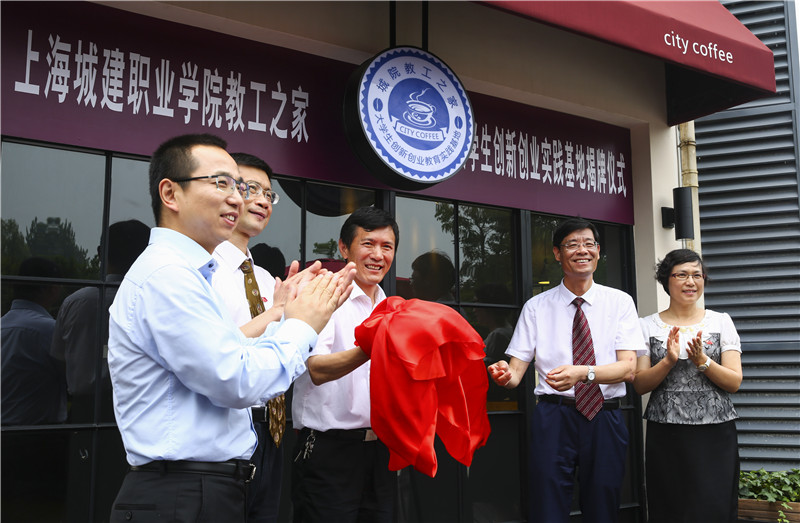 上海城建职业学院教工之家
学生创新创业实践基地揭牌仪式
城院教工之家
CITY COFFEE
大学生创新创业教育实践基地
city coffee